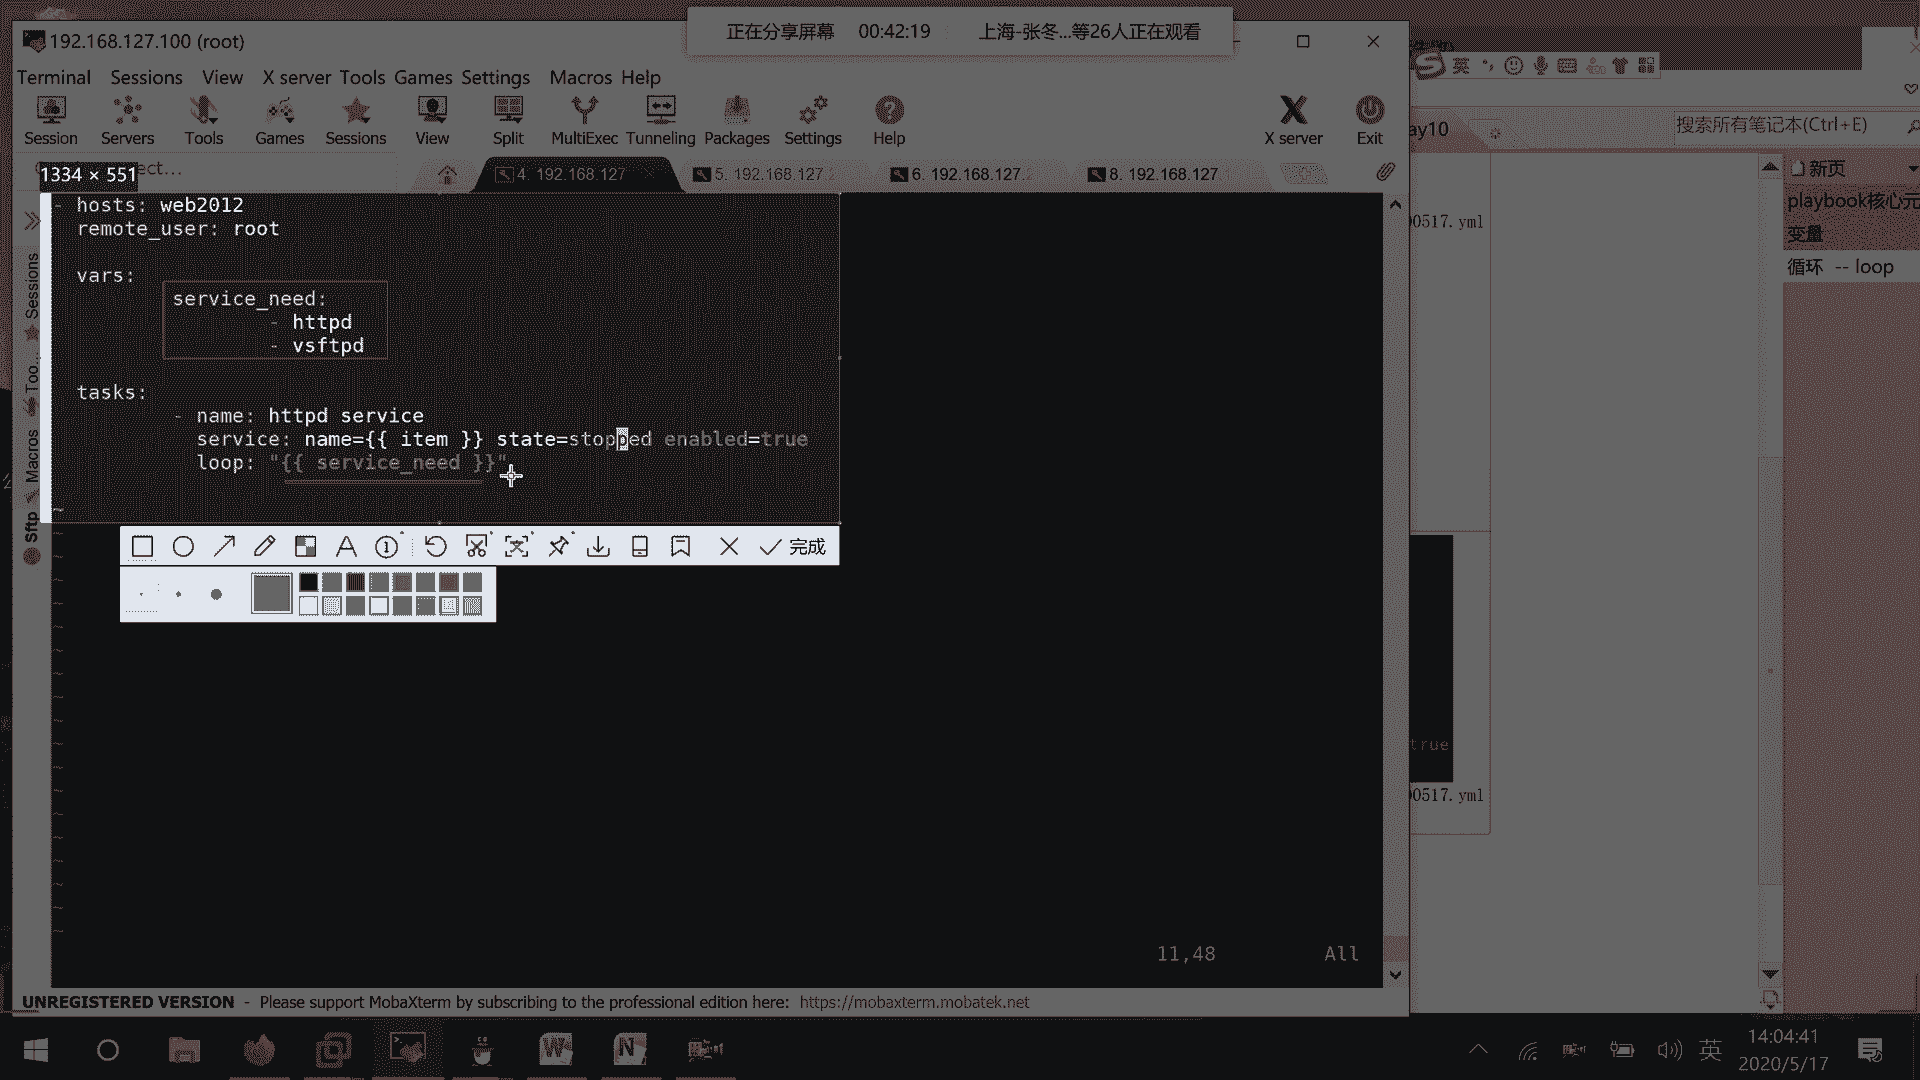 正在分享屏幕 00:42:19 上海-张冬...等26人正在观看
192.168.127.100 (root)
Terminal Sessions View X server Tools Games Settings Macros Help
Session Servers Tools Games Sessions View Split MultiExec Tunneling Packages Settings Help X server Exit
英
ay10
搜索所有笔记本(Ctrl+E)
ect...
1334 × 551
4. 192.168.127
5. 192.168.127.
6. 192.168.127.
8. 192.168.127.
Sessions
Too...
Macros
Sftp
- hosts: web2012
remote_user: root
vars:
service_need:
- httpd
- vsftpd
tasks:
- name: httpd service
service: name={{ item }} state=stopped enabled=true
loop: "{{ service_need }}"
~
完成
11,48 All
新页
playbook核心元
变量
循环 -- loop
00517.yml
true
00517.yml
UNREGISTERED VERSION - Please support MobaXterm by subscribing to the professional edition here: https://mobaxterm.mobatek.net
英
14:04:41
2020/5/17